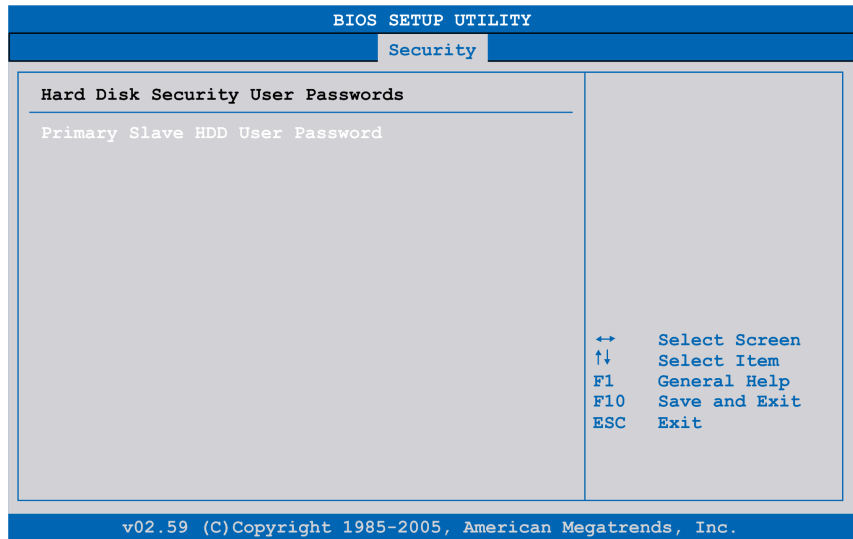 BIOS SETUP UTILITY
Security
Hard Disk Security User Passwords
Primary Slave HDD User Password
↔ Select Screen
↑↓ Select Item
F1 General Help
F10 Save and Exit
ESC Exit
v02.59 (C)Copyright 1985-2005, American Megatrends, Inc.